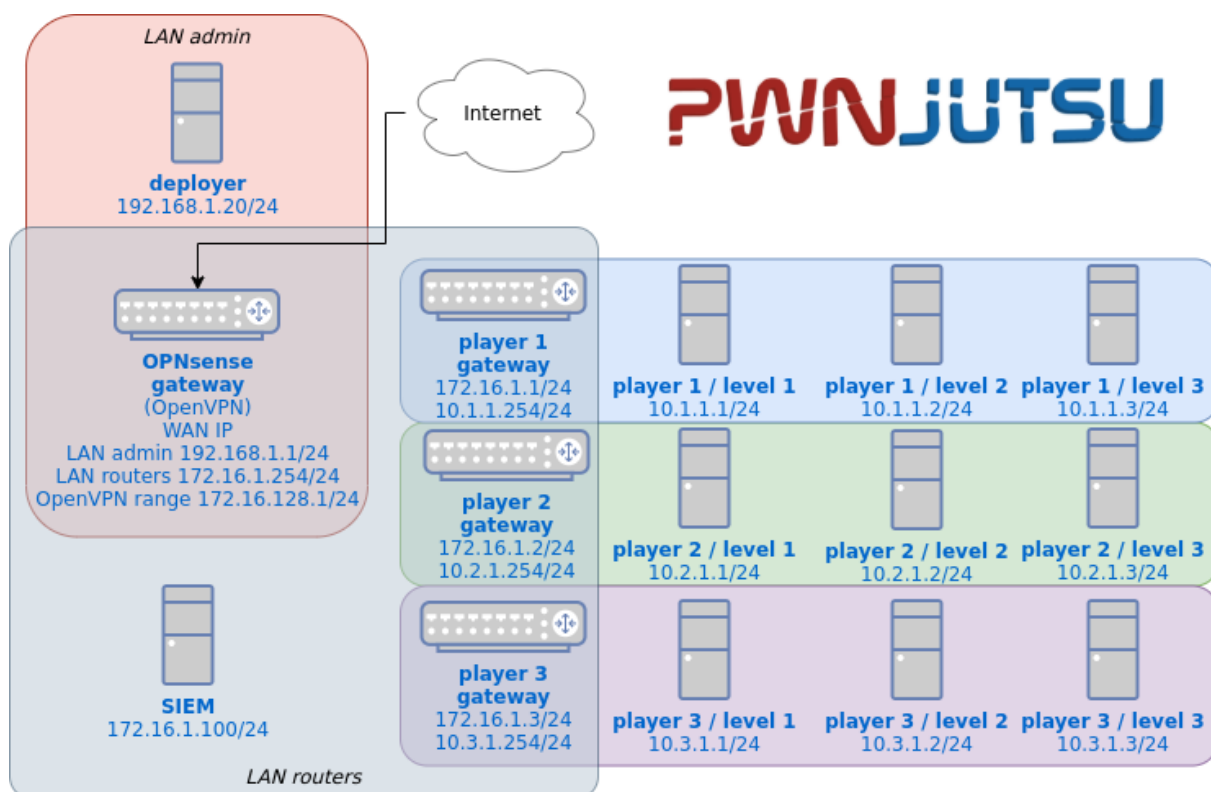 LAN admin
deployer
192.168.1.20/24
Internet
PWNJUTSU
OPNsense
gateway
(OpenVPN)
WAN IP
LAN admin 192.168.1.1/24
LAN routers 172.16.1.254/24
OpenVPN range 172.16.128.1/24
SIEM
172.16.1.100/24
LAN routers
player 1
gateway
172.16.1.1/24
10.1.1.254/24
player 1 / level 1
10.1.1.1/24
player 1 / level 2
10.1.1.2/24
player 1 / level 3
10.1.1.3/24
player 2
gateway
172.16.1.2/24
10.2.1.254/24
player 2 / level 1
10.2.1.1/24
player 2 / level 2
10.2.1.2/24
player 2 / level 3
10.2.1.3/24
player 3
gateway
172.16.1.3/24
10.3.1.254/24
player 3 / level 1
10.3.1.1/24
player 3 / level 2
10.3.1.2/24
player 3 / level 3
10.3.1.3/24